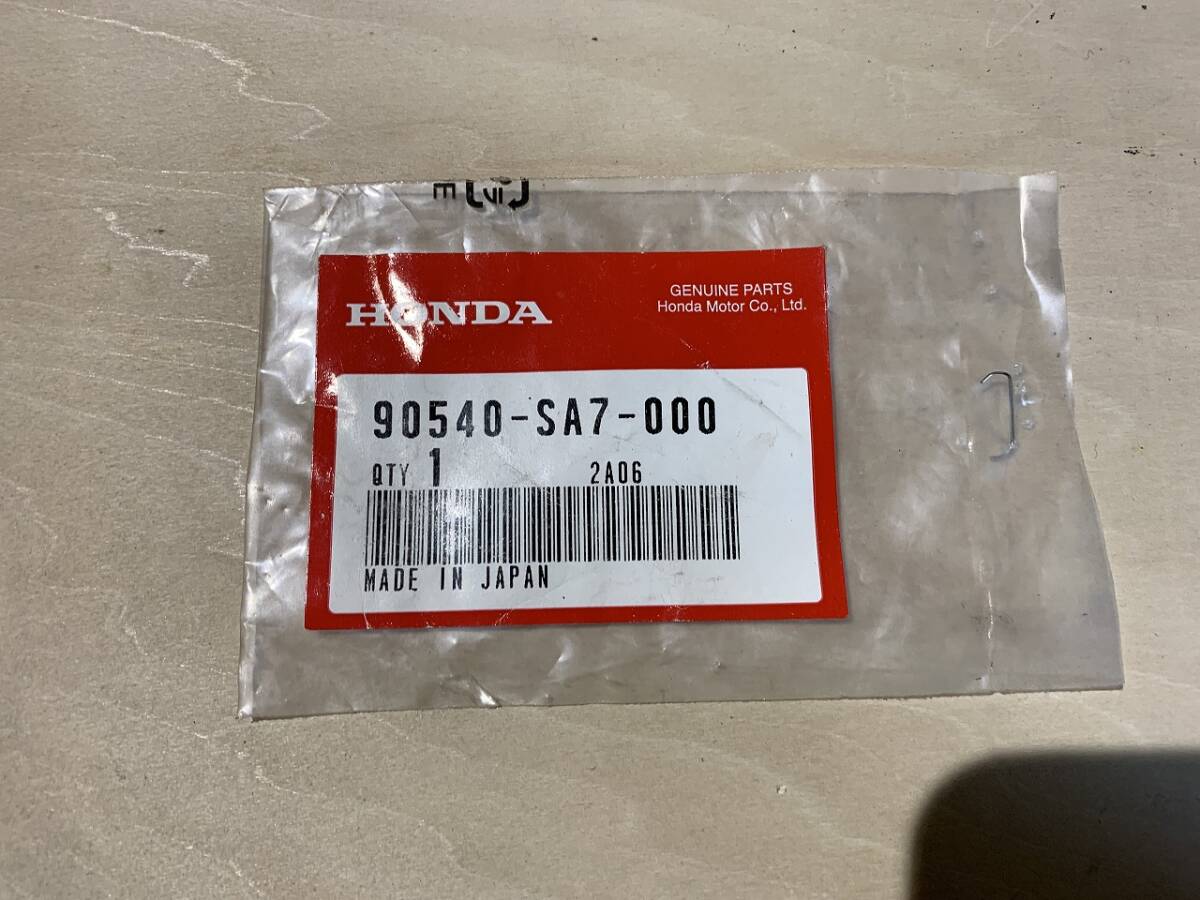 HONDA
GENUINE PARTS
Honda Motor Co., Ltd.
90540-SA7-000
QTY 1 2A06
MADE IN JAPAN